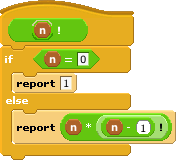 n !
if n = 0
report 1
else
report n * n - 1 !